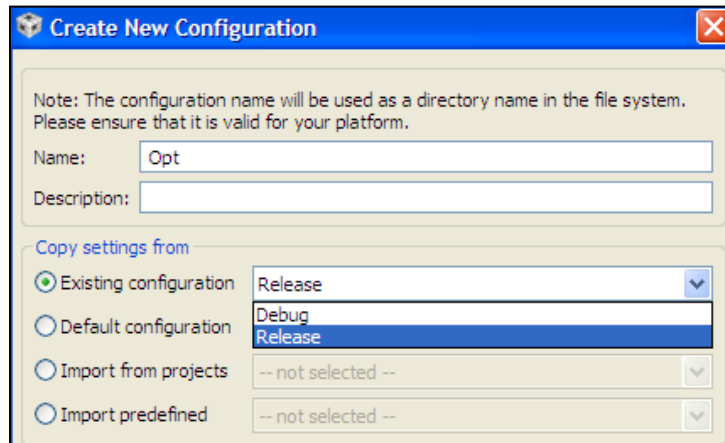 Create New Configuration
Note: The configuration name will be used as a directory name in the file system.
Please ensure that it is valid for your platform.
Name: Opt
Description:
Copy settings from
Existing configuration Release
Debug
Default configuration
Release
Import from projects -- not selected --
Import predefined -- not selected --